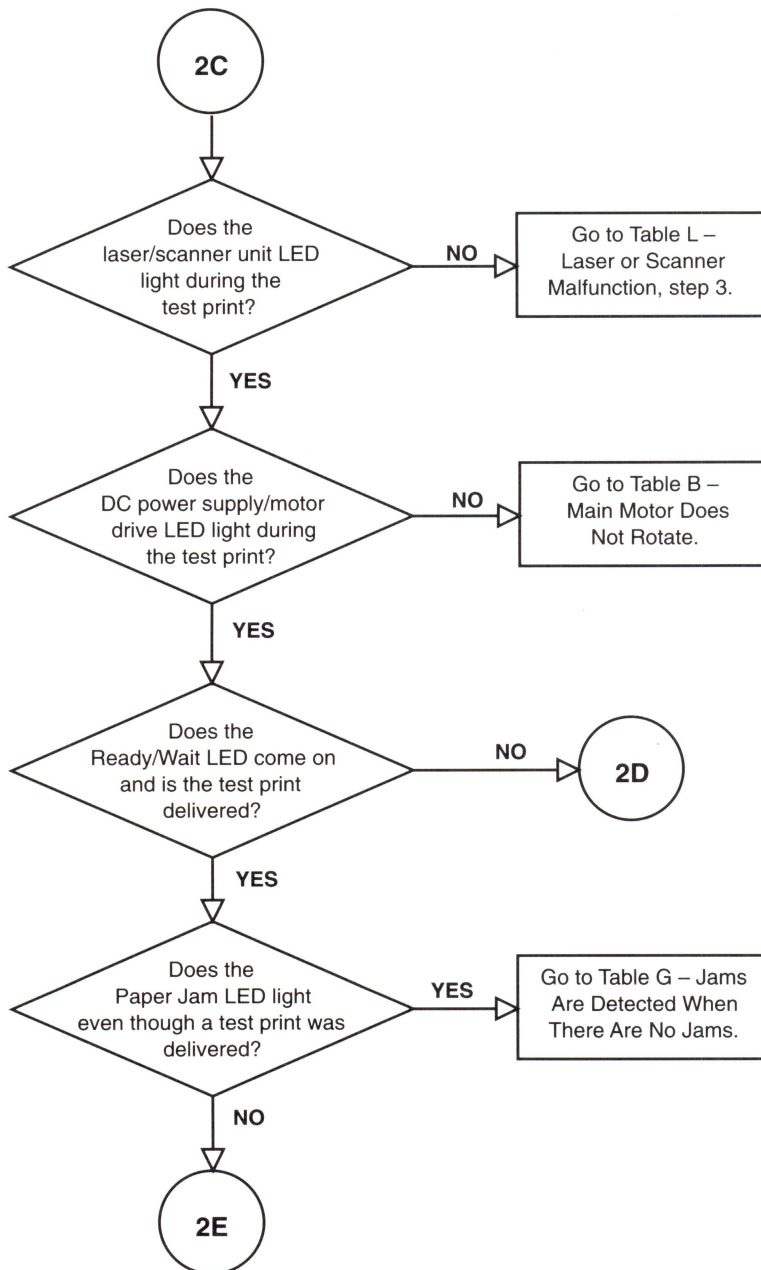 2C
Does the
laser/scanner unit LED
light during the
test print?
NO
Go to Table L –
Laser or Scanner
Malfunction, step 3.
YES
Does the
DC power supply/motor
drive LED light during
the test print?
NO
Go to Table B –
Main Motor Does
Not Rotate.
YES
Does the
Ready/Wait LED come on
and is the test print
delivered?
NO
2D
YES
Does the
Paper Jam LED light
even though a test print was
delivered?
YES
Go to Table G – Jams
Are Detected When
There Are No Jams.
NO
2E